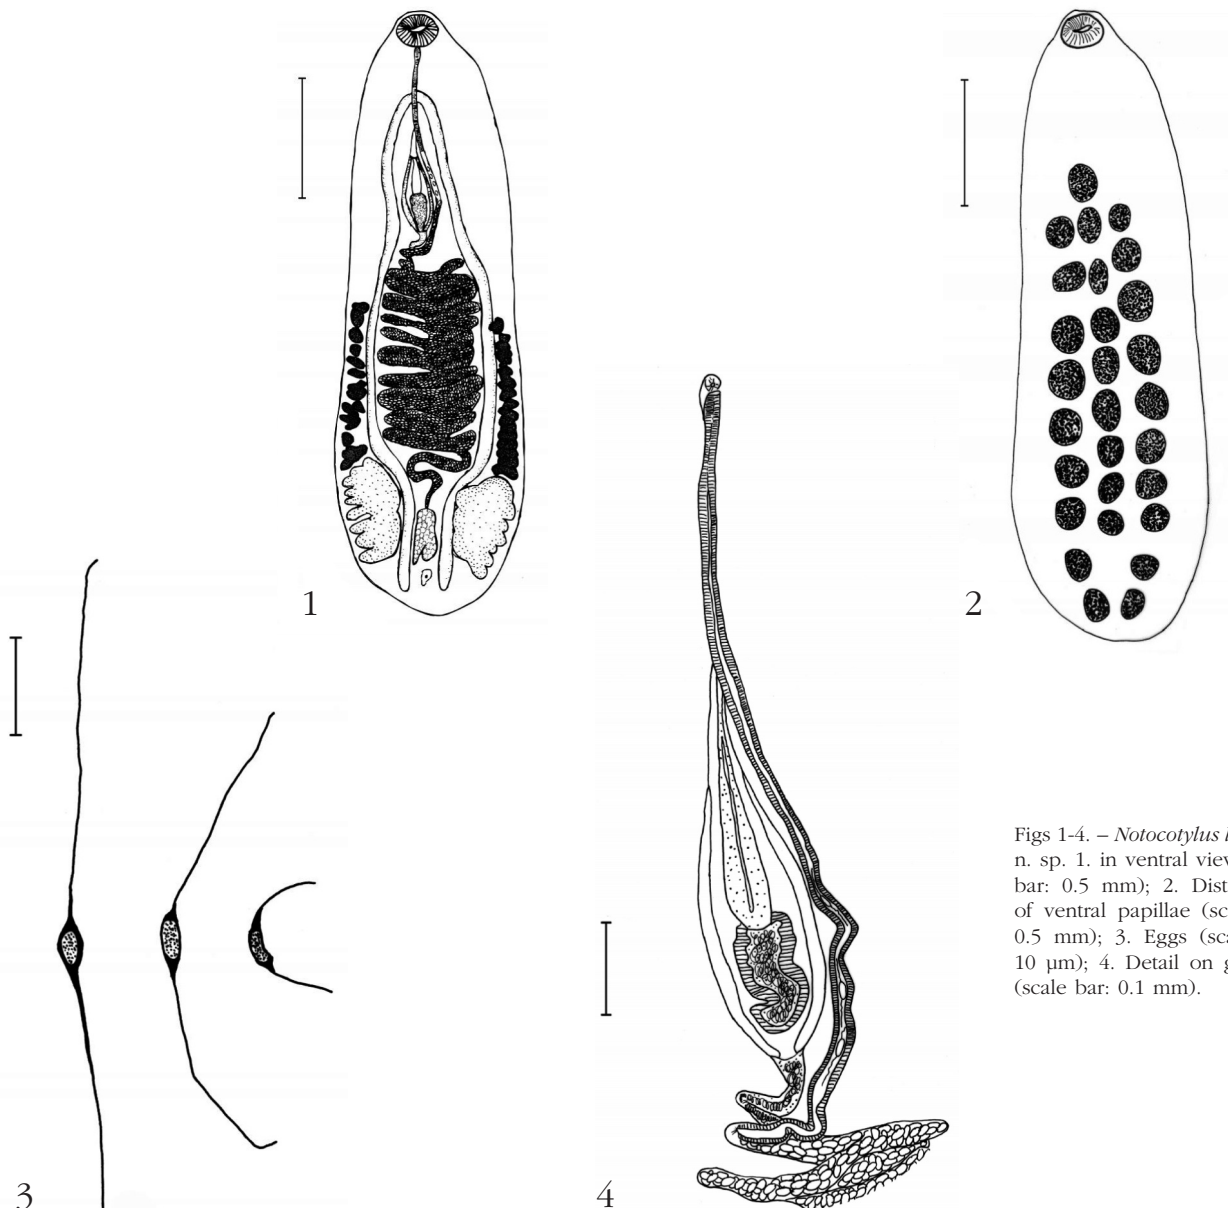 1
2
3
4
Figs 1-4. – Notocotylus
n. sp. 1. in ventral view
bar: 0.5 mm); 2. Dist
of ventral papillae (sc
0.5 mm); 3. Eggs (sca
10 µm); 4. Detail on g
(scale bar: 0.1 mm).